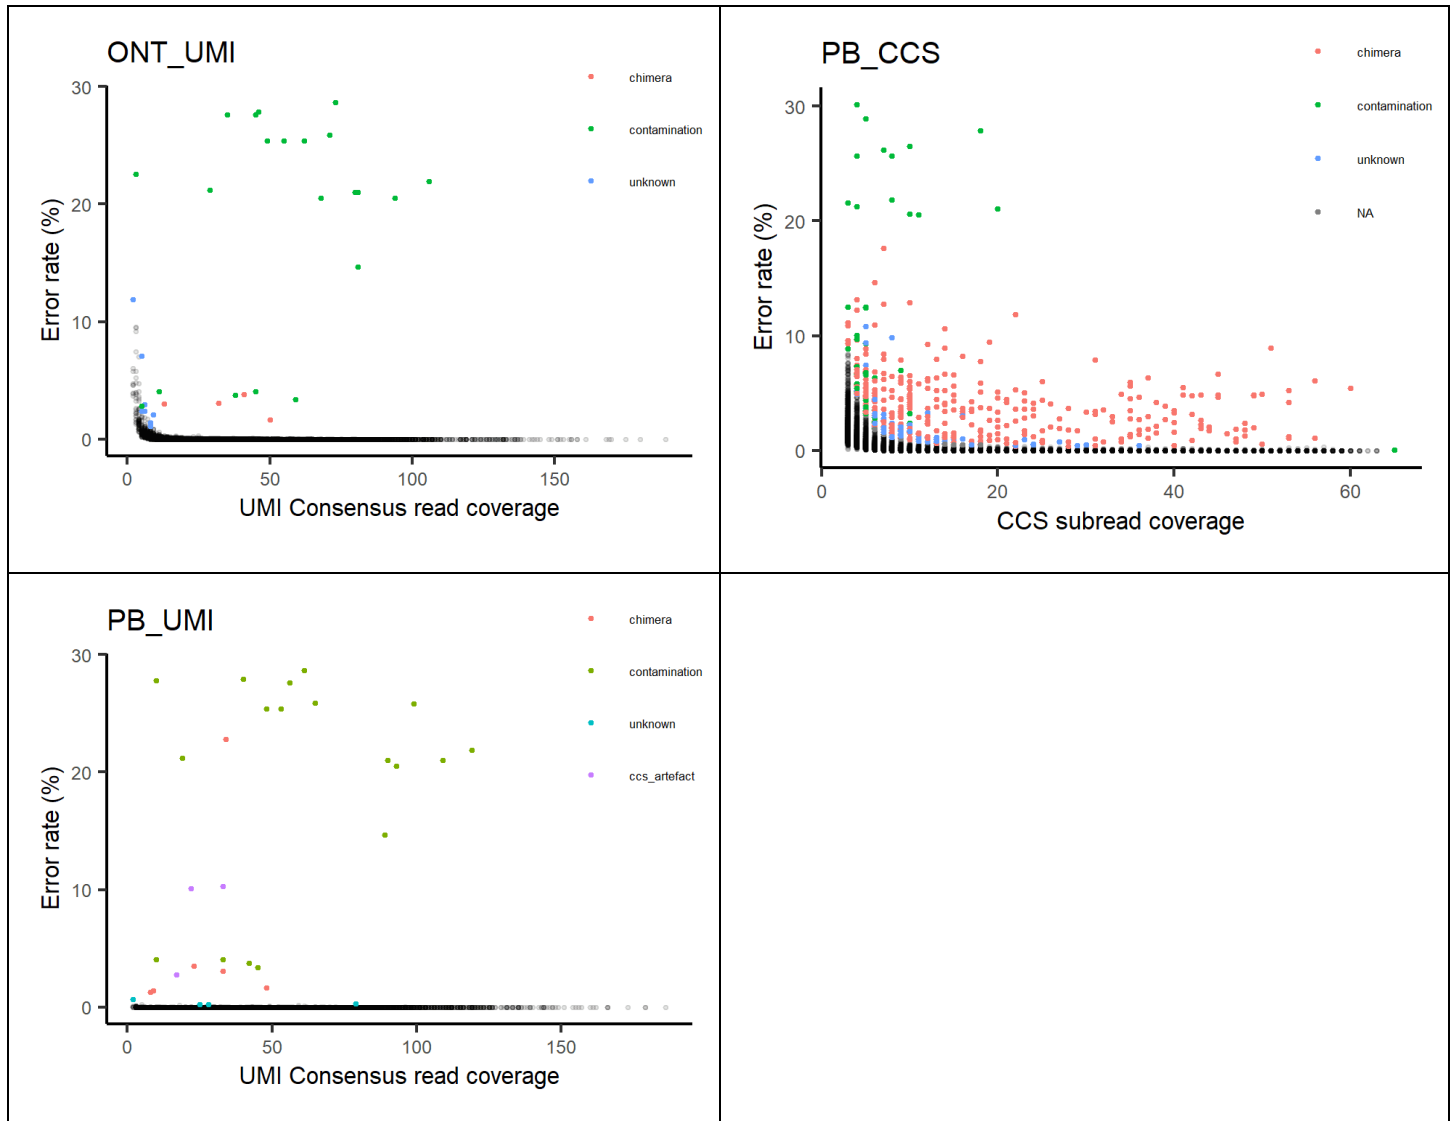 ONT_UMI
chimera
contamination
unknown
30
20
10
0
Error rate (%)
0 50 100 150
UMI Consensus read coverage
PB_CCS
chimera
contamination
unknown
NA
30
20
10
0
Error rate (%)
0 20 40 60
CCS subread coverage
PB_UMI
chimera
contamination
unknown
ccs_artefact
30
20
10
0
Error rate (%)
0 50 100 150
UMI Consensus read coverage